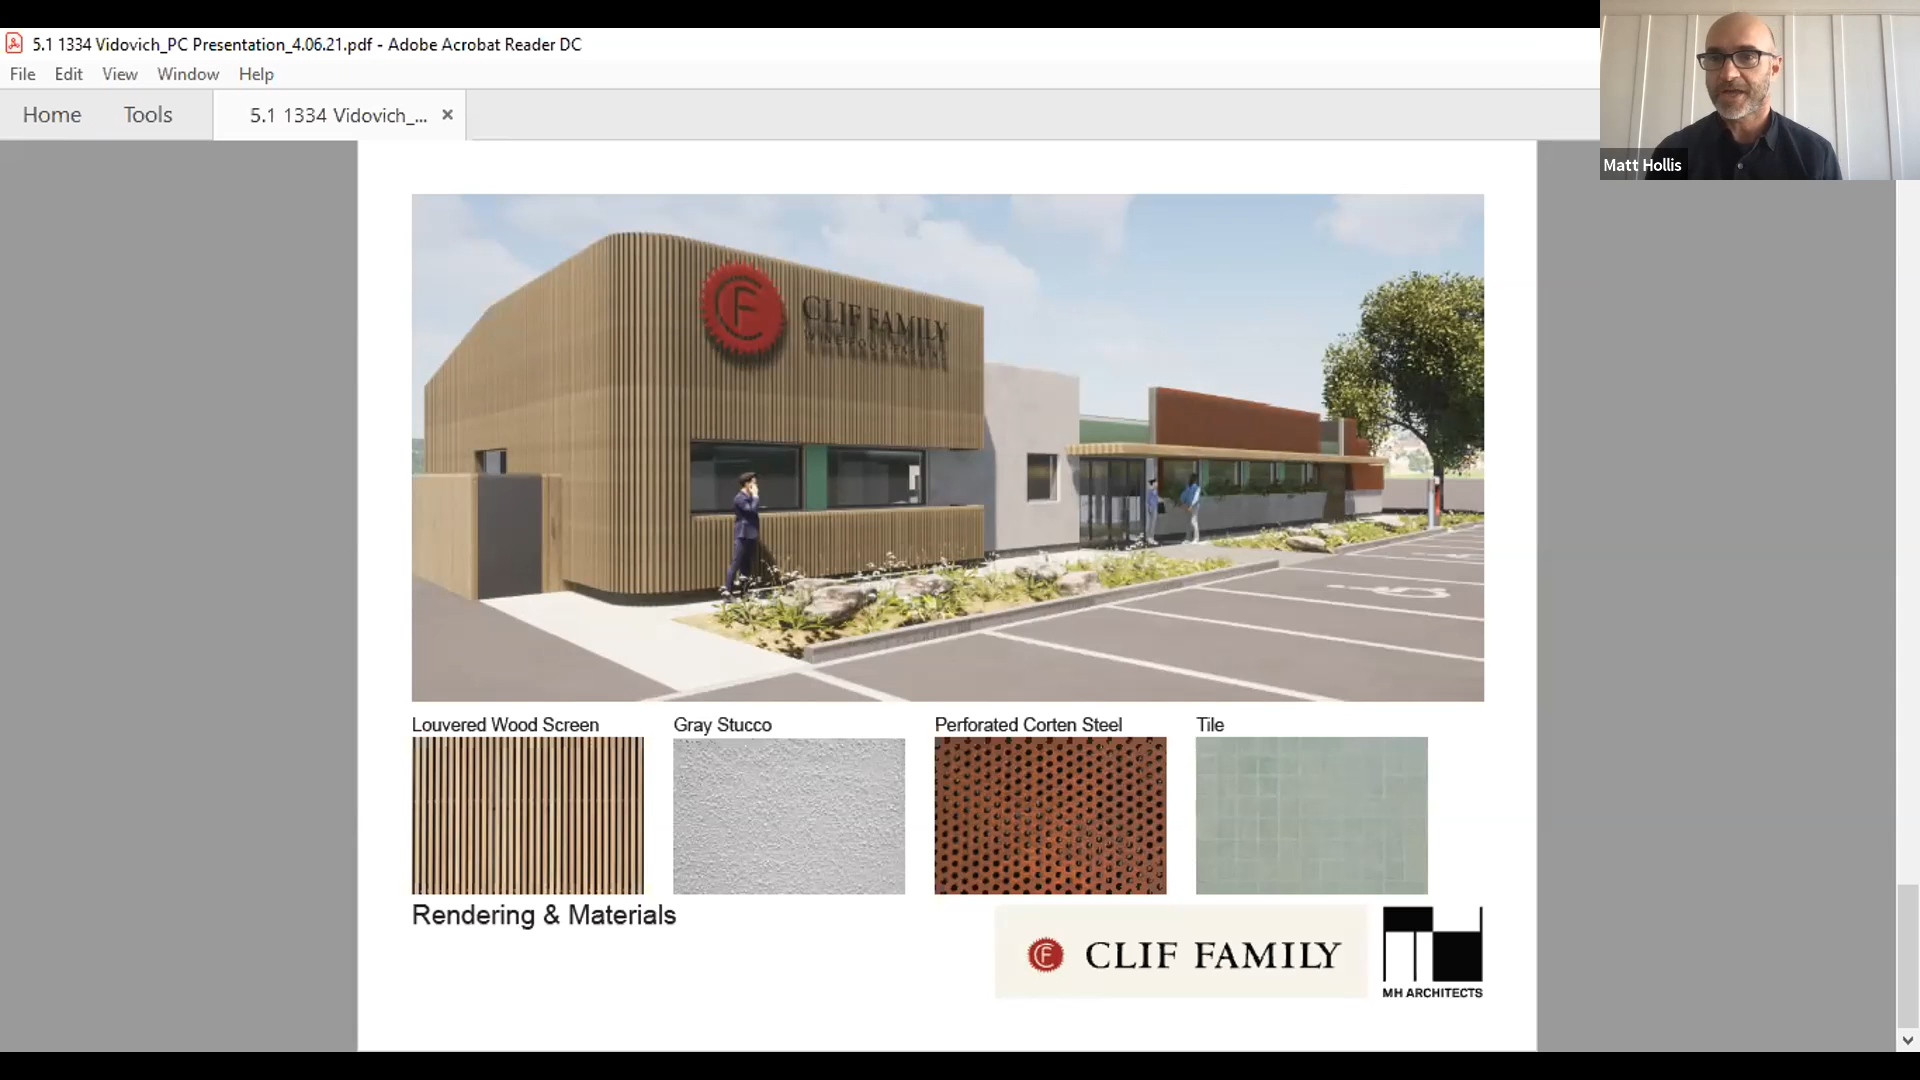 5.1 1334 Vidovich_PC Presentation_4.06.21.pdf - Adobe Acrobat Reader DC
File Edit View Window Help
Home Tools 5.1 1334 Vidovich_... ×
Matt Hollis
CF
CLIF FAMILY
Louvered Wood Screen Gray Stucco Perforated Corten Steel Tile
Rendering & Materials
CF CLIF FAMILY
MH ARCHITECTS